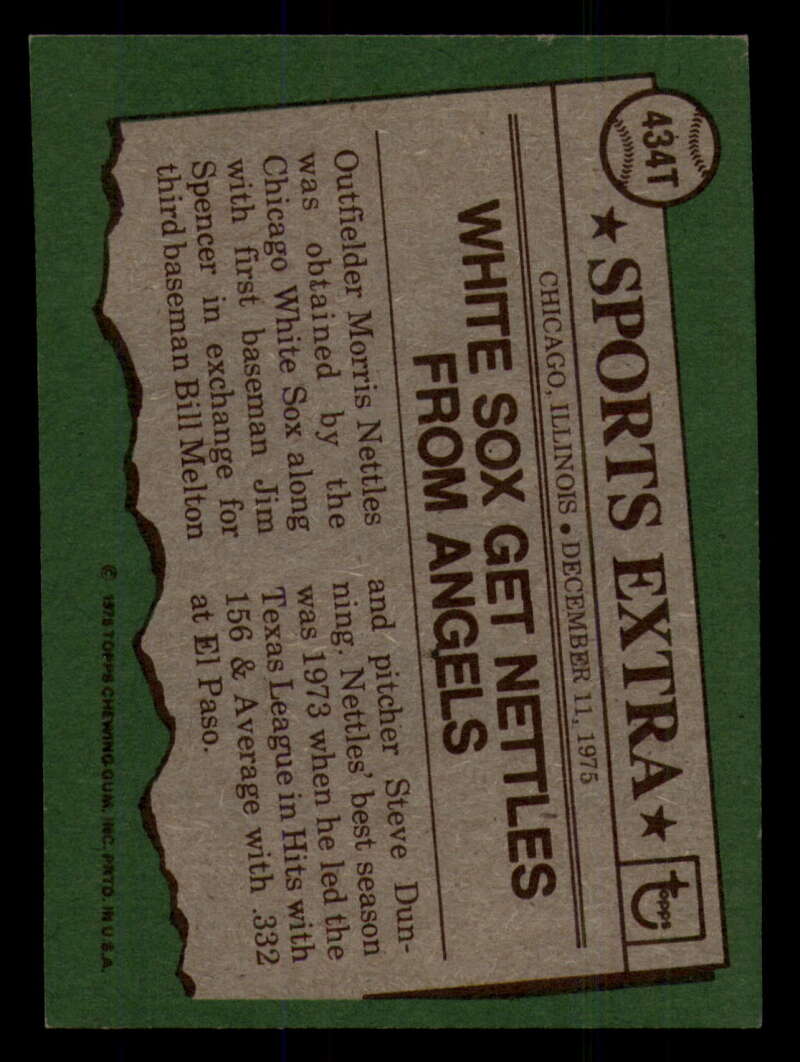 434T
★ SPORTS EXTRA ★
topps
CHICAGO, ILLINOIS • DECEMBER 11, 1975
WHITE SOX GET NETTLES
FROM ANGELS
Outfielder Morris Nettles
was obtained by the
Chicago White Sox along
with first baseman Jim
Spencer in exchange for
third baseman Bill Melton
and pitcher Steve Dun-
ning. Nettles' best season
was 1973 when he led the
Texas League in Hits with
156 & Average with .332
at El Paso.
© 1976 TOPPS CHEWING GUM, INC. PRTD. IN U.S.A.